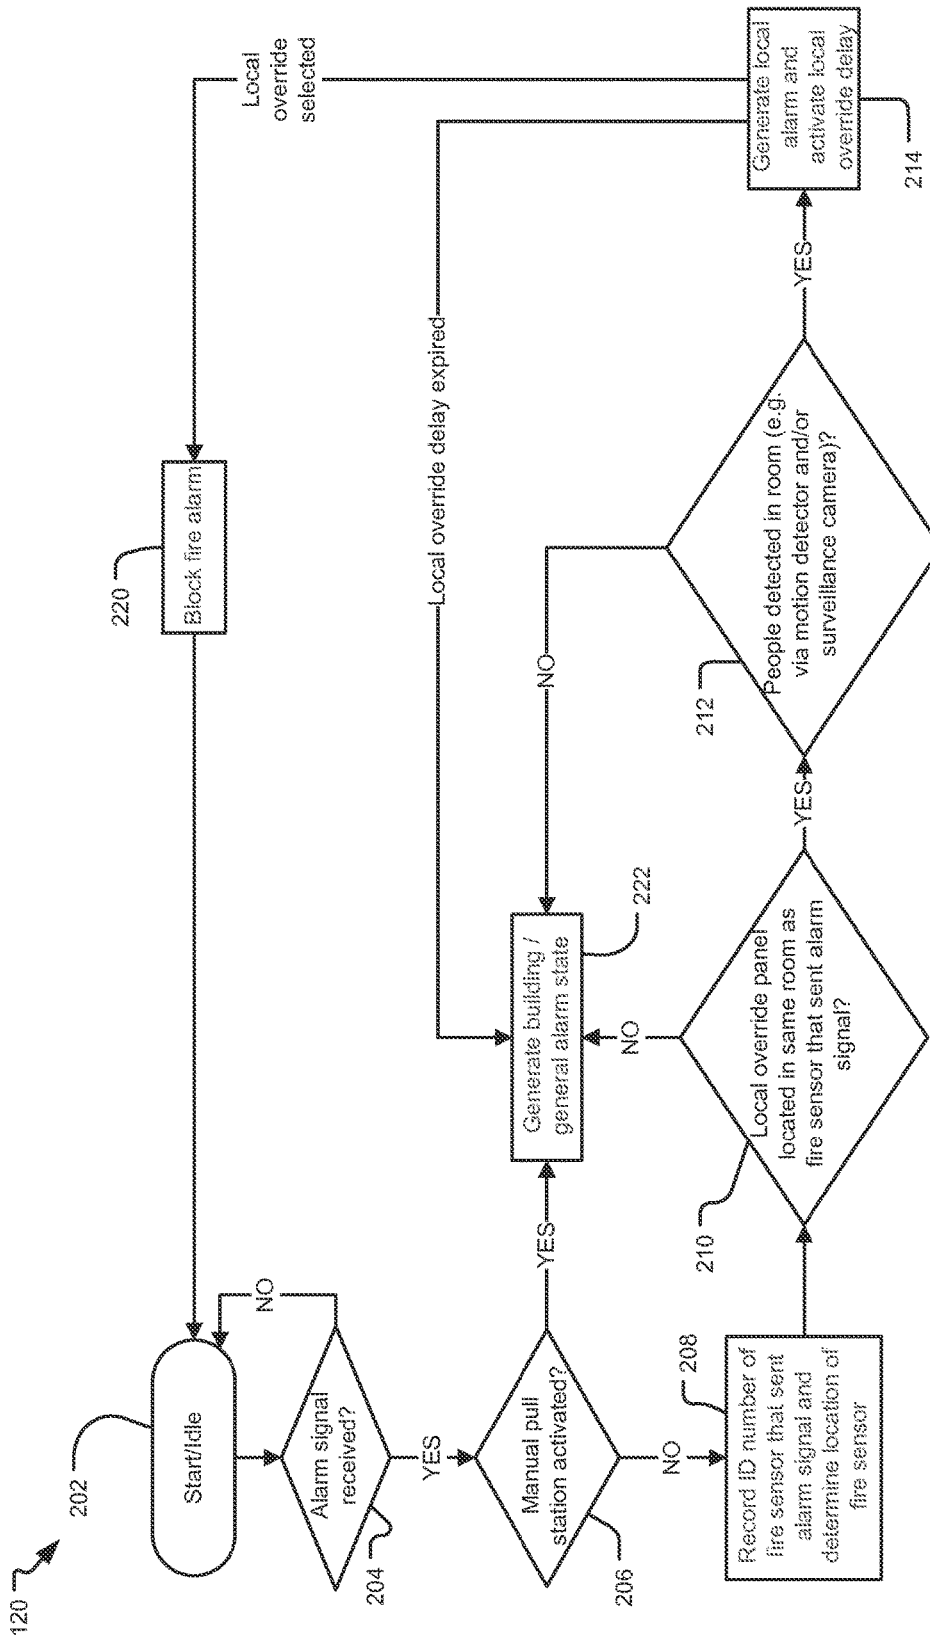 120
202
Start/Idle
NO
Alarm signal
received?
204
YES
Manual pull
station activated?
206
YES
NO
Record ID number of
fire sensor that sent
alarm signal and
determine location of
fire sensor
208
Local override panel
located in same room as
fire sensor that sent alarm
signal?
210
NO
YES
Generate building /
general alarm state
222
People detected in room (e.g.
via motion detector and/or
surveillance camera)?
212
NO
YES
Generate local
alarm and
activate local
override delay
214
Local override delay expired
Local
override
selected
Block fire alarm
220